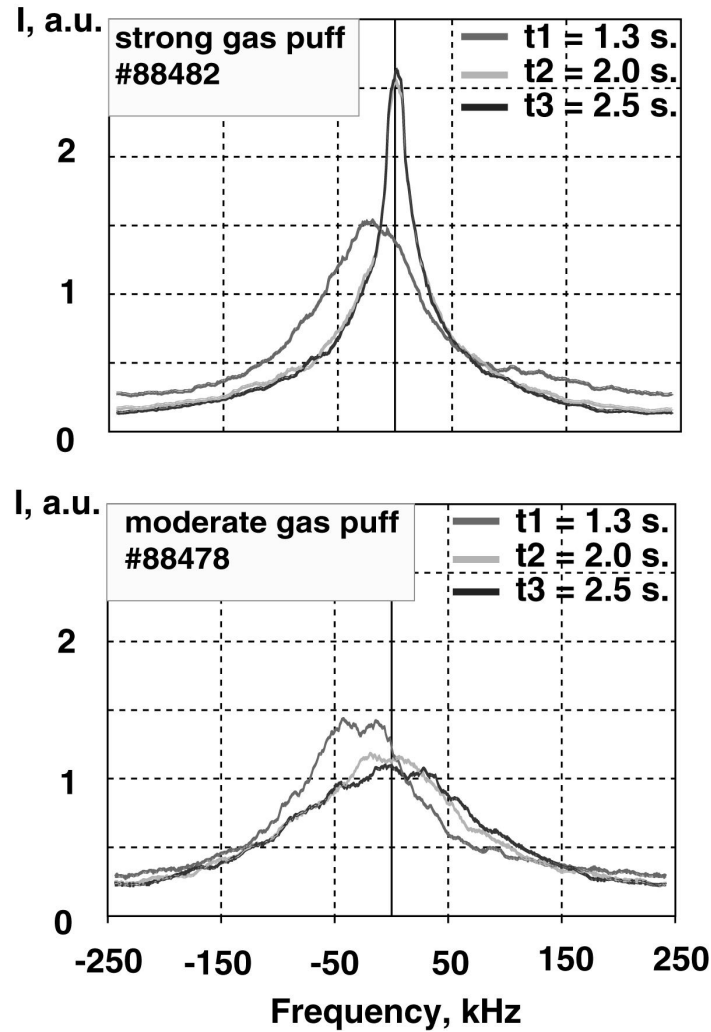 I, a.u.
strong gas puff
#88482
t1 = 1.3 s.
t2 = 2.0 s.
t3 = 2.5 s.
2
1
0
I, a.u.
moderate gas puff
#88478
t1 = 1.3 s.
t2 = 2.0 s.
t3 = 2.5 s.
2
1
0
-250 -150 -50 50 150 250
Frequency, kHz